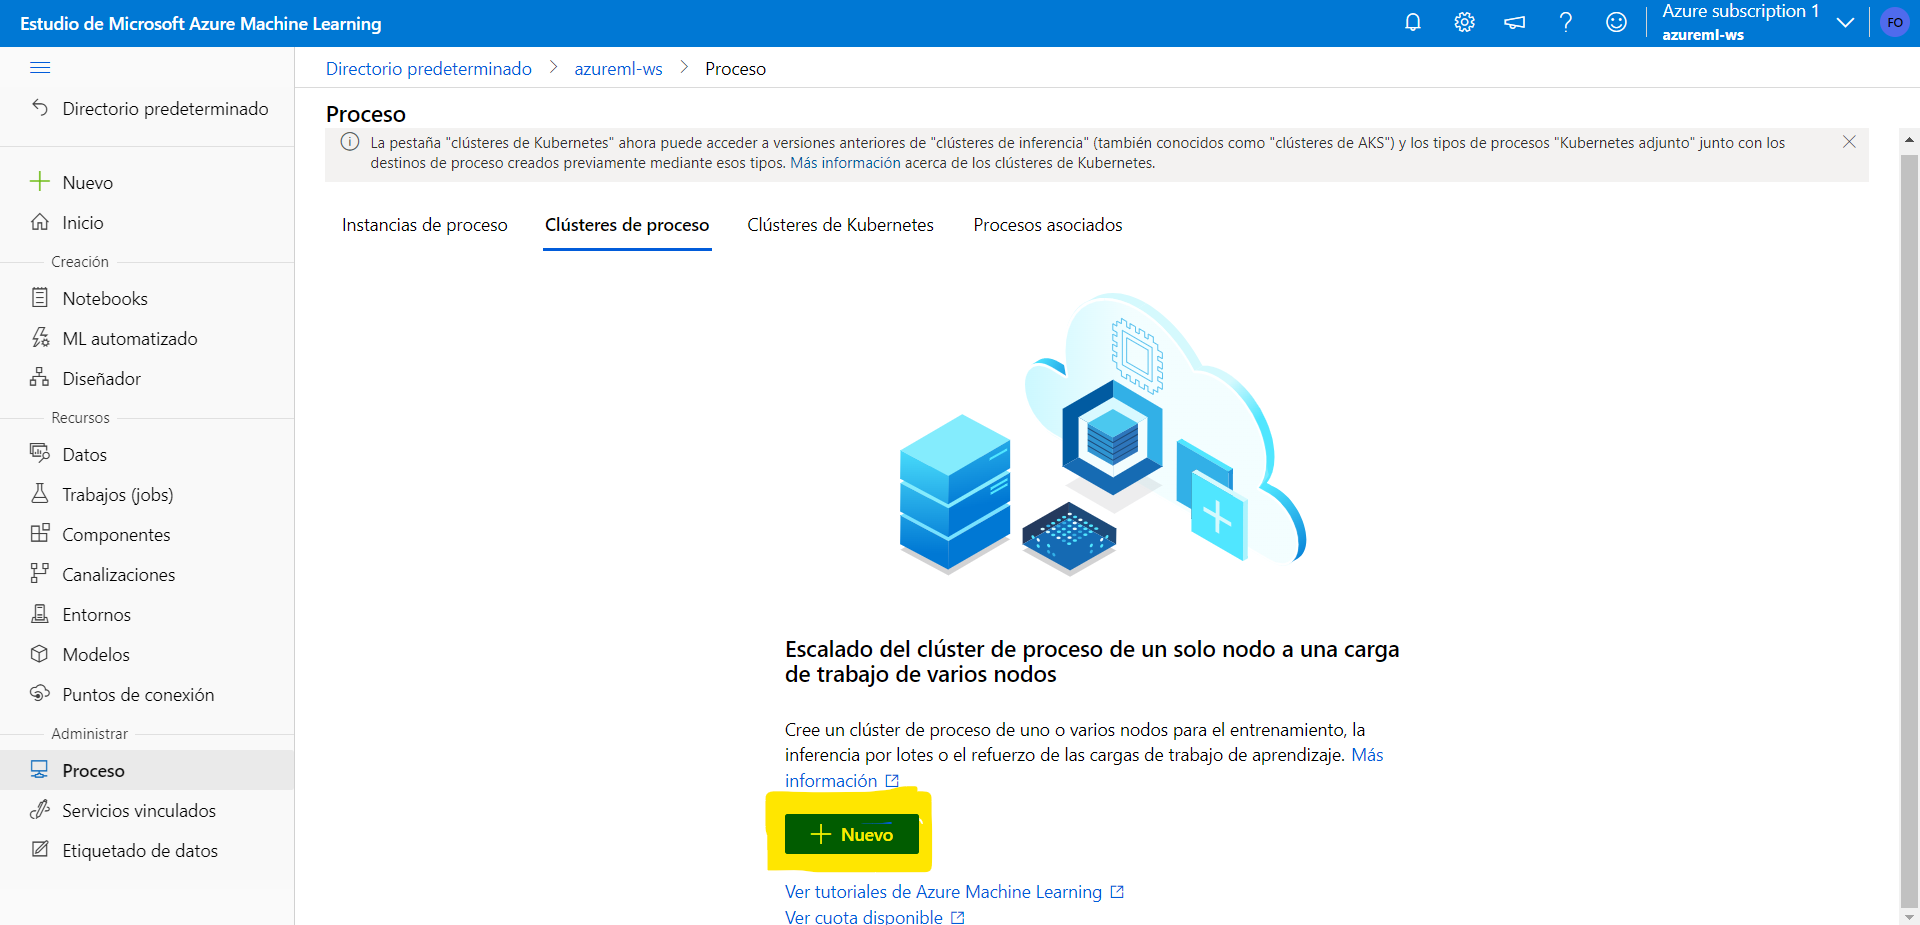 Estudio de Microsoft Azure Machine Learning
Azure subscription 1
azureml-ws
FO
Directorio predeterminado
Nuevo
Inicio
Creación
Notebooks
ML automatizado
Diseñador
Recursos
Datos
Trabajos (jobs)
Componentes
Canalizaciones
Entornos
Modelos
Puntos de conexión
Administrar
Proceso
Servicios vinculados
Etiquetado de datos
Directorio predeterminado > azureml-ws > Proceso
Proceso
La pestaña "clústeres de Kubernetes" ahora puede acceder a versiones anteriores de "clústeres de inferencia" (también conocidos como "clústeres de AKS") y los tipos de procesos "Kubernetes adjunto" junto con los
destinos de proceso creados previamente mediante esos tipos. Más información acerca de los clústeres de Kubernetes.
Instancias de proceso Clústeres de proceso Clústeres de Kubernetes Procesos asociados
Escalado del clúster de proceso de un solo nodo a una carga
de trabajo de varios nodos
Cree un clúster de proceso de uno o varios nodos para el entrenamiento, la
inferencia por lotes o el refuerzo de las cargas de trabajo de aprendizaje. Más
información
Nuevo
Ver tutoriales de Azure Machine Learning
Ver cuota disponible